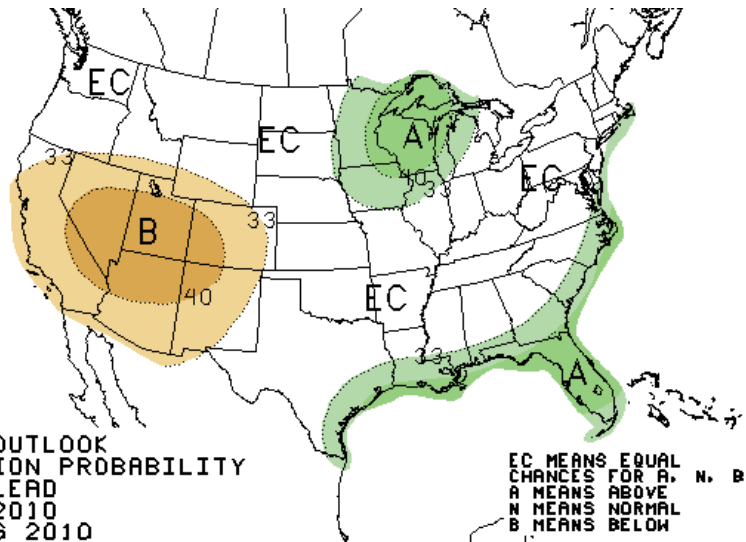 EC
A
EC
33
40
EC
33
B
40
EC
33
A
OUTLOOK
ION PROBABILITY
LEAD
2010
S 2010
EC MEANS EQUAL
CHANCES FOR A, N, B
A MEANS ABOVE
N MEANS NORMAL
B MEANS BELOW